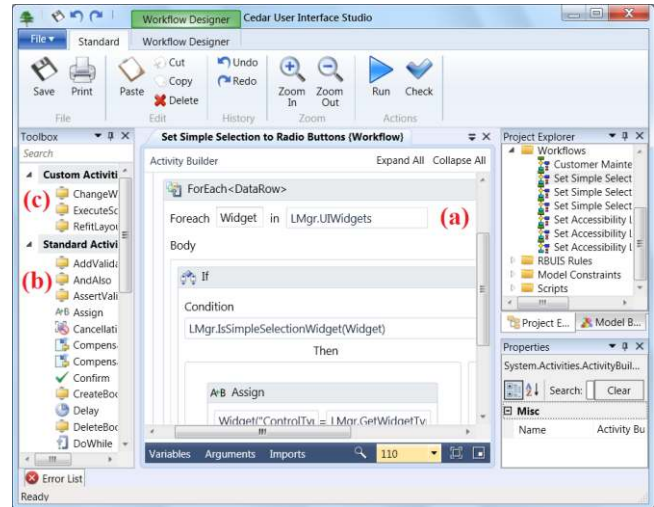 Workflow Designer Cedar User Interface Studio
File Standard Workflow Designer
Save Print Paste Cut Copy Delete Undo Redo Zoom In Zoom Out Run Check
File Edit History Zoom Actions
Toolbox
Search
Custom Activiti
(c)
ChangeW
ExecuteSc
RefitLayou
Standard Activi
(b)
AddValida
AndAlso
AssertVali
A+B Assign
Cancellati
Compens.
Compens.
Confirm
CreateBoo
Delay
DeleteBoo
DoWhile
Set Simple Selection to Radio Buttons {Workflow}
Activity Builder Expand All Collapse All
ForEach<DataRow>
Foreach Widget in LMgr.UIWidgets (a)
Body
If
Condition
LMgr.IsSimpleSelectionWidget(Widget)
Then
A+B Assign
Widget("ControlTy = LMgr.GetWidgetTy
Variables Arguments Imports 110
Project Explorer
Workflows
Customer Mainte
Set Simple Select
Set Simple Select
Set Simple Select
Set Accessibility L
Set Accessibility L
Set Accessibility L
RBUIS Rules
Model Constraints
Scripts
Project E... Model B...
Properties
System.Activities.ActivityBuil...
Search: Clear
Misc
Name Activity Bu
Error List
Ready